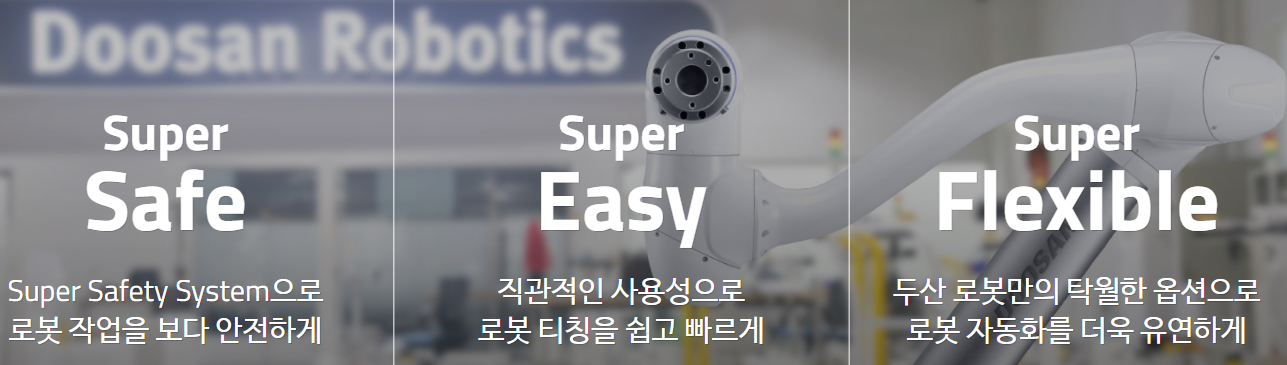 Doosan Robotics
Super
Safe
Super Safety System으로
로봇 작업을 보다 안전하게
Super
Easy
직관적인 사용성으로
로봇 티칭을 쉽고 빠르게
Super
Flexible
두산 로봇만의 탁월한 옵션으로
로봇 자동화를 더욱 유연하게
DOOSAN